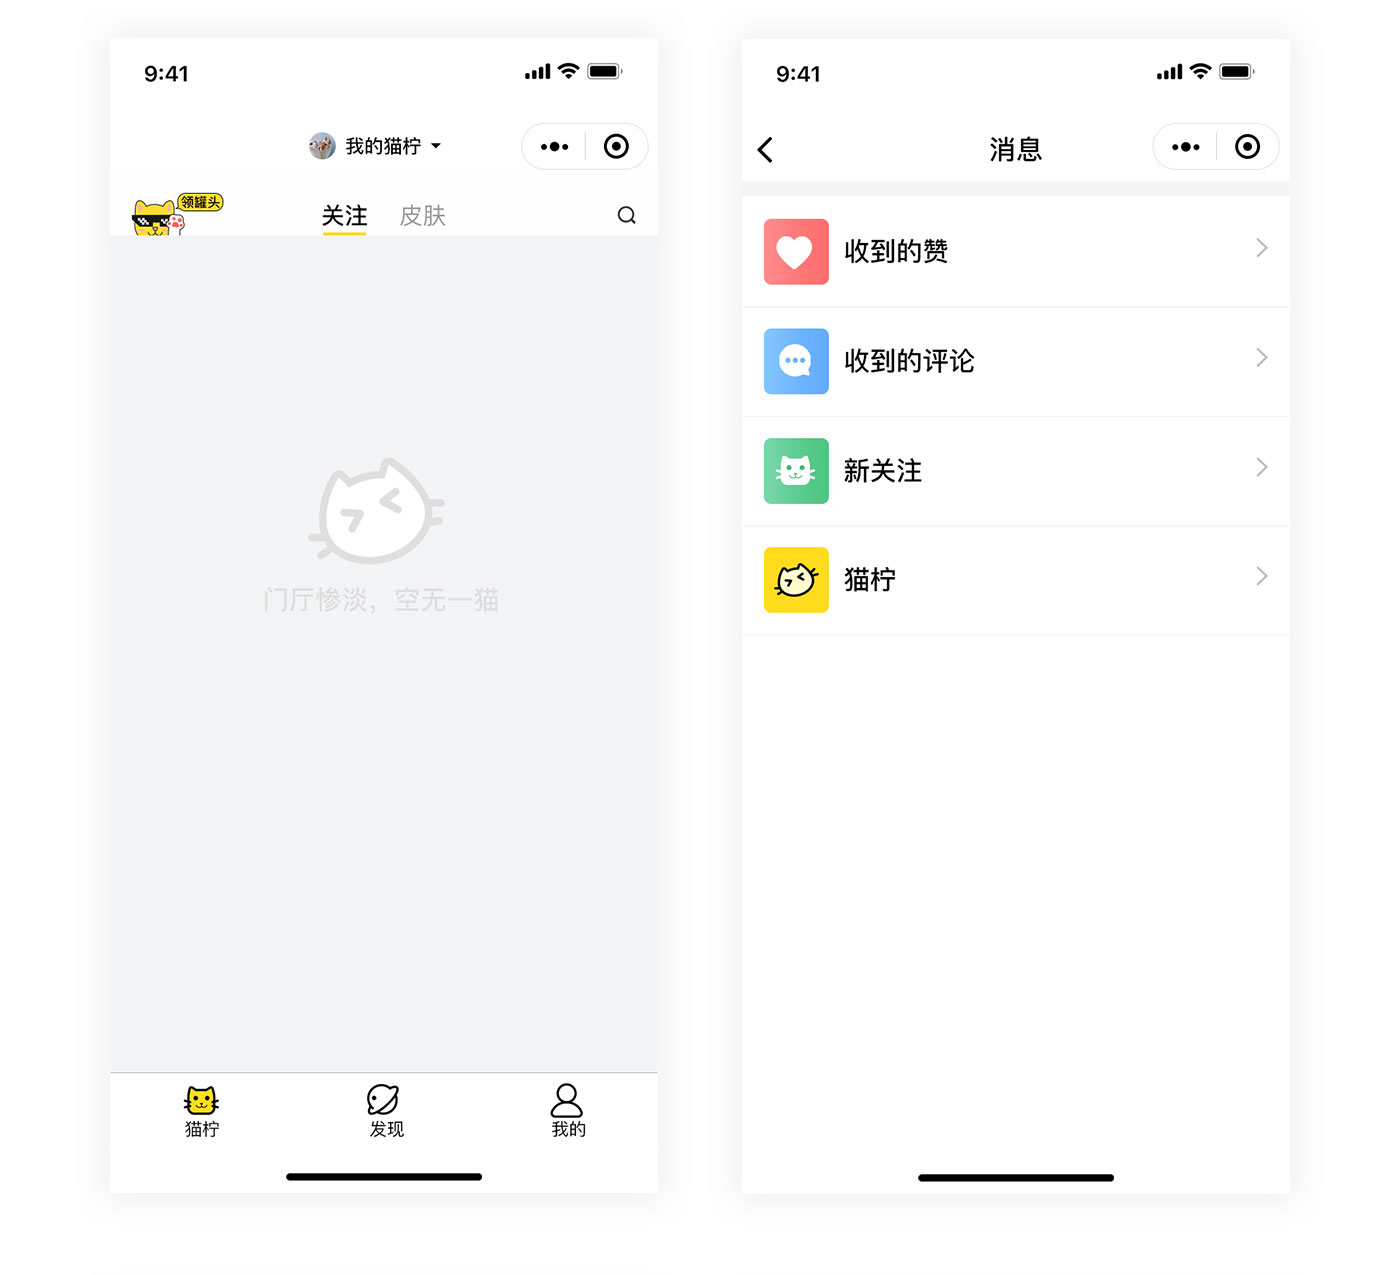 9:41
我的猫柠
领罐头
关注 皮肤
门厅惨淡，空无一猫
猫柠 发现 我的
9:41
消息
收到的赞
收到的评论
新关注
猫柠